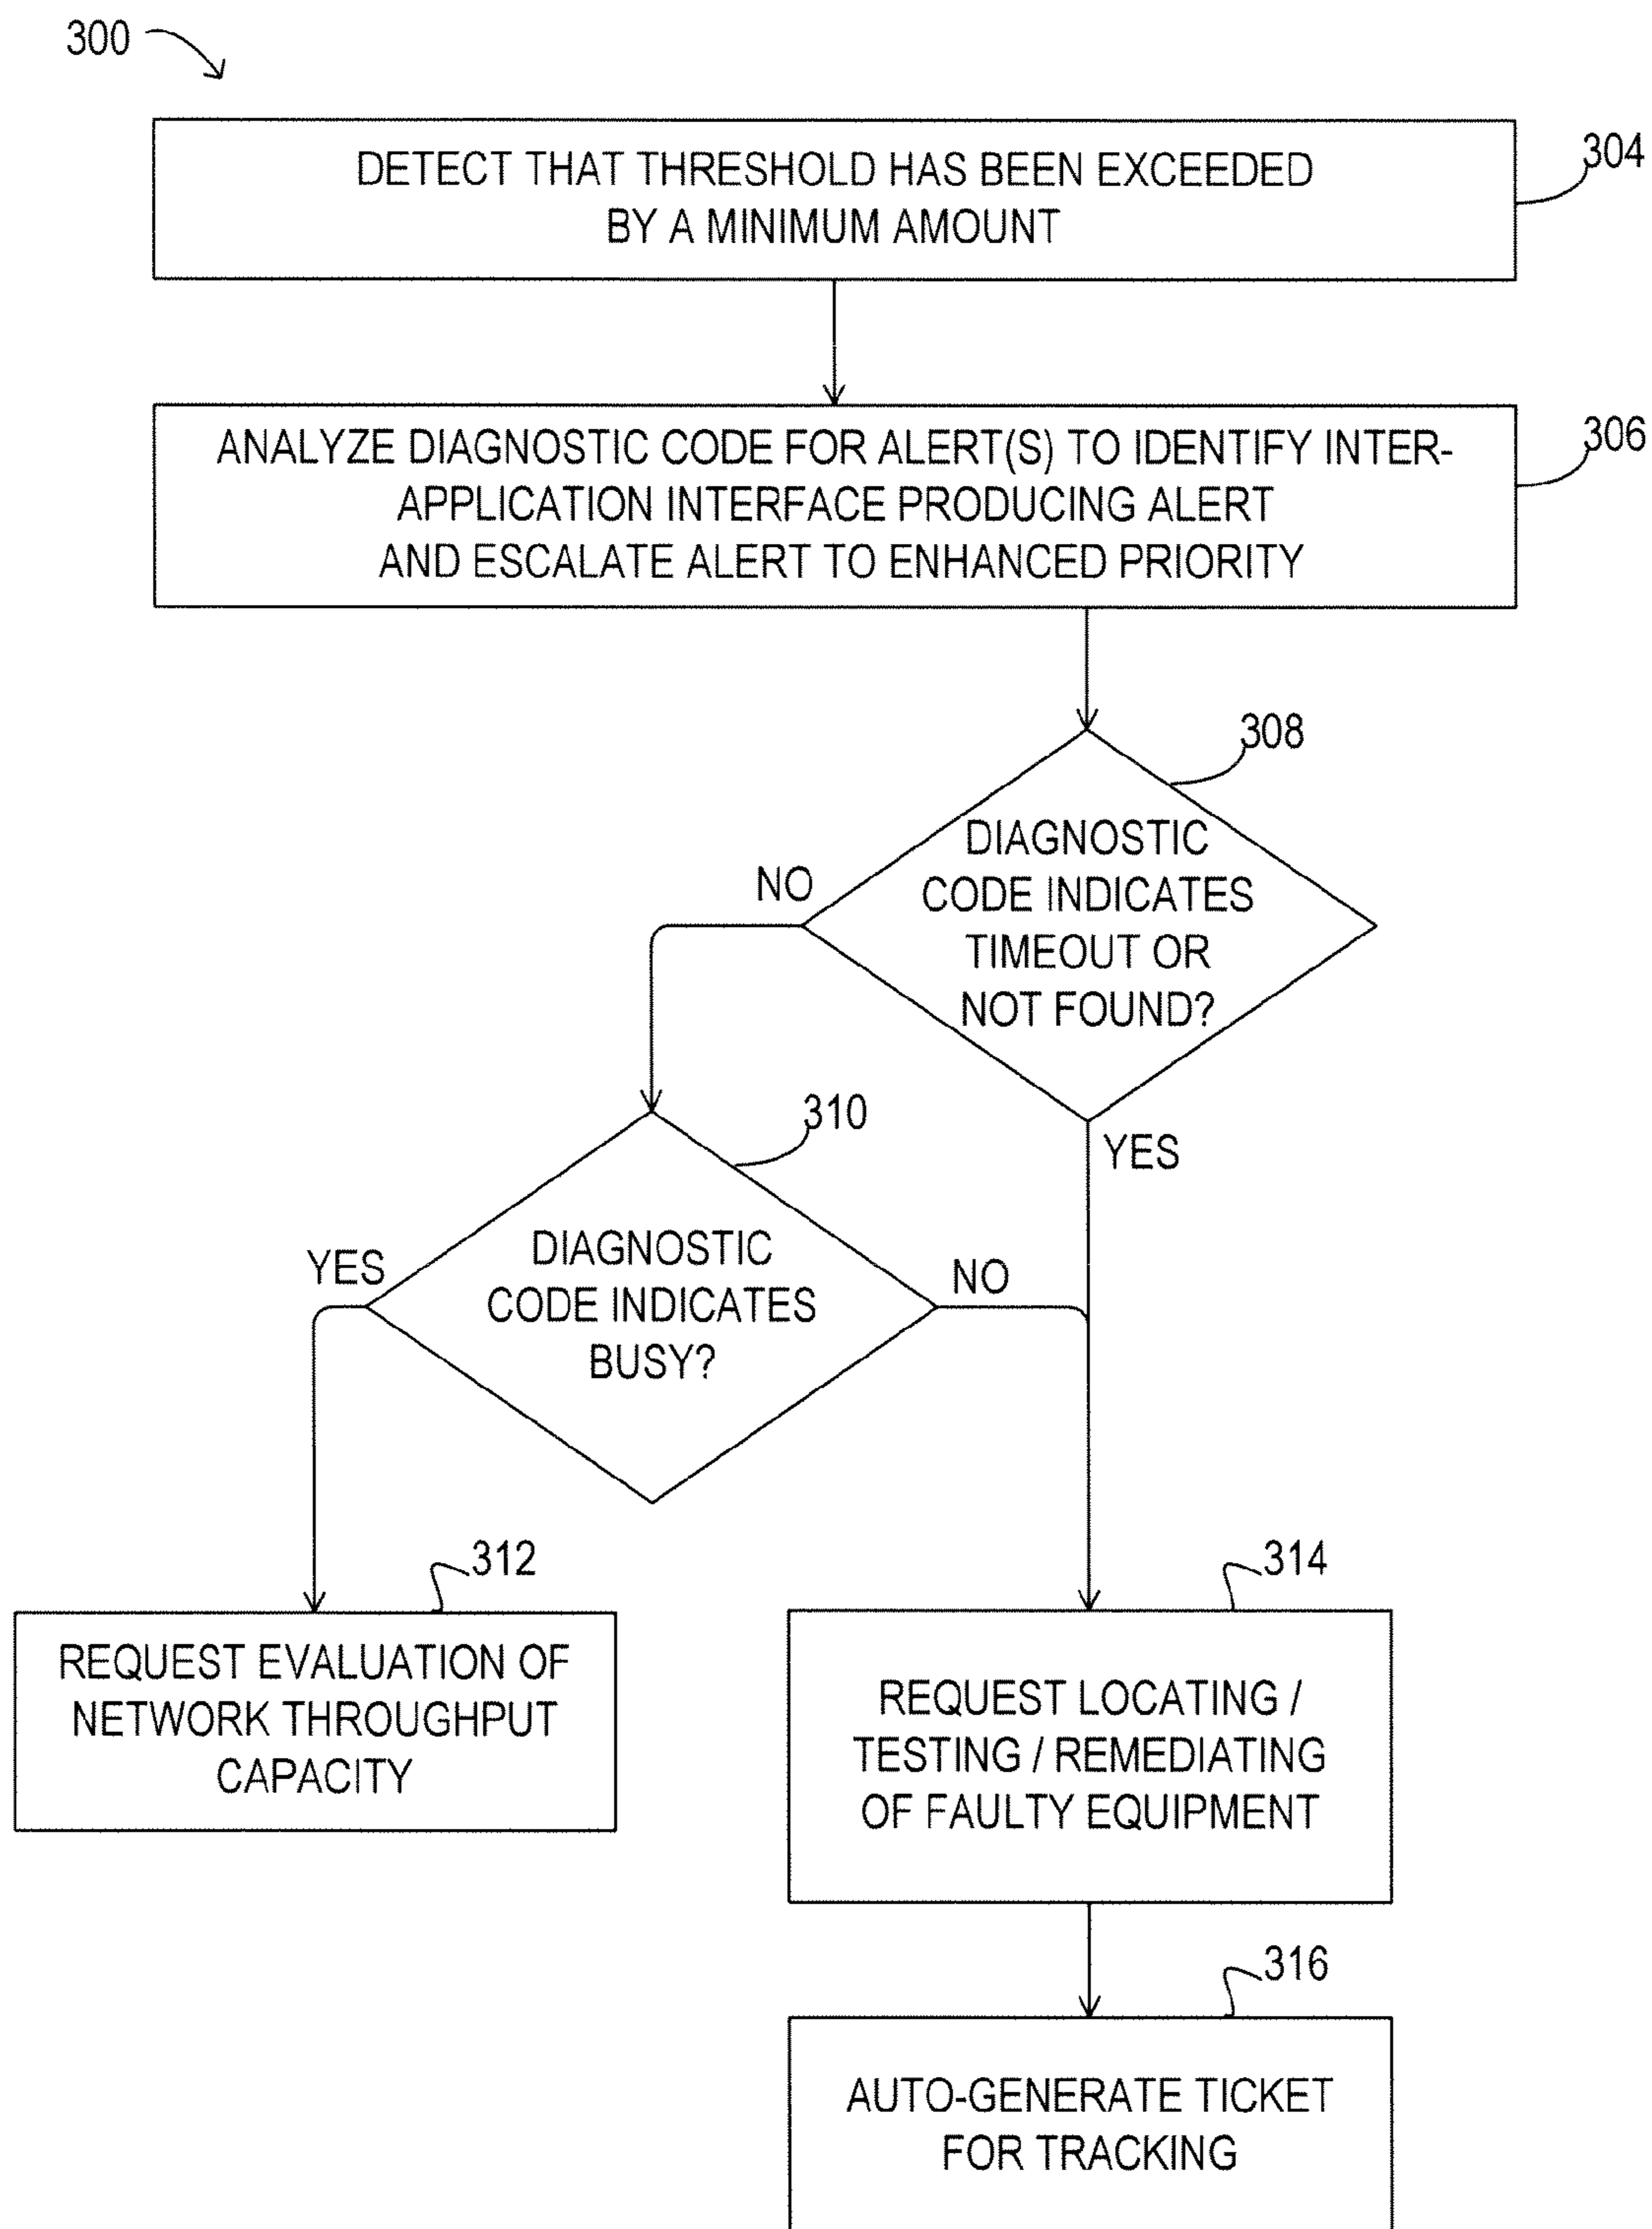 300
DETECT THAT THRESHOLD HAS BEEN EXCEEDED
BY A MINIMUM AMOUNT
304
ANALYZE DIAGNOSTIC CODE FOR ALERT(S) TO IDENTIFY INTER-
APPLICATION INTERFACE PRODUCING ALERT
AND ESCALATE ALERT TO ENHANCED PRIORITY
306
308
DIAGNOSTIC
CODE INDICATES
TIMEOUT OR
NOT FOUND?
NO
YES
310
DIAGNOSTIC
CODE INDICATES
BUSY?
YES
NO
312
REQUEST EVALUATION OF
NETWORK THROUGHPUT
CAPACITY
314
REQUEST LOCATING /
TESTING / REMEDIATING
OF FAULTY EQUIPMENT
316
AUTO-GENERATE TICKET
FOR TRACKING